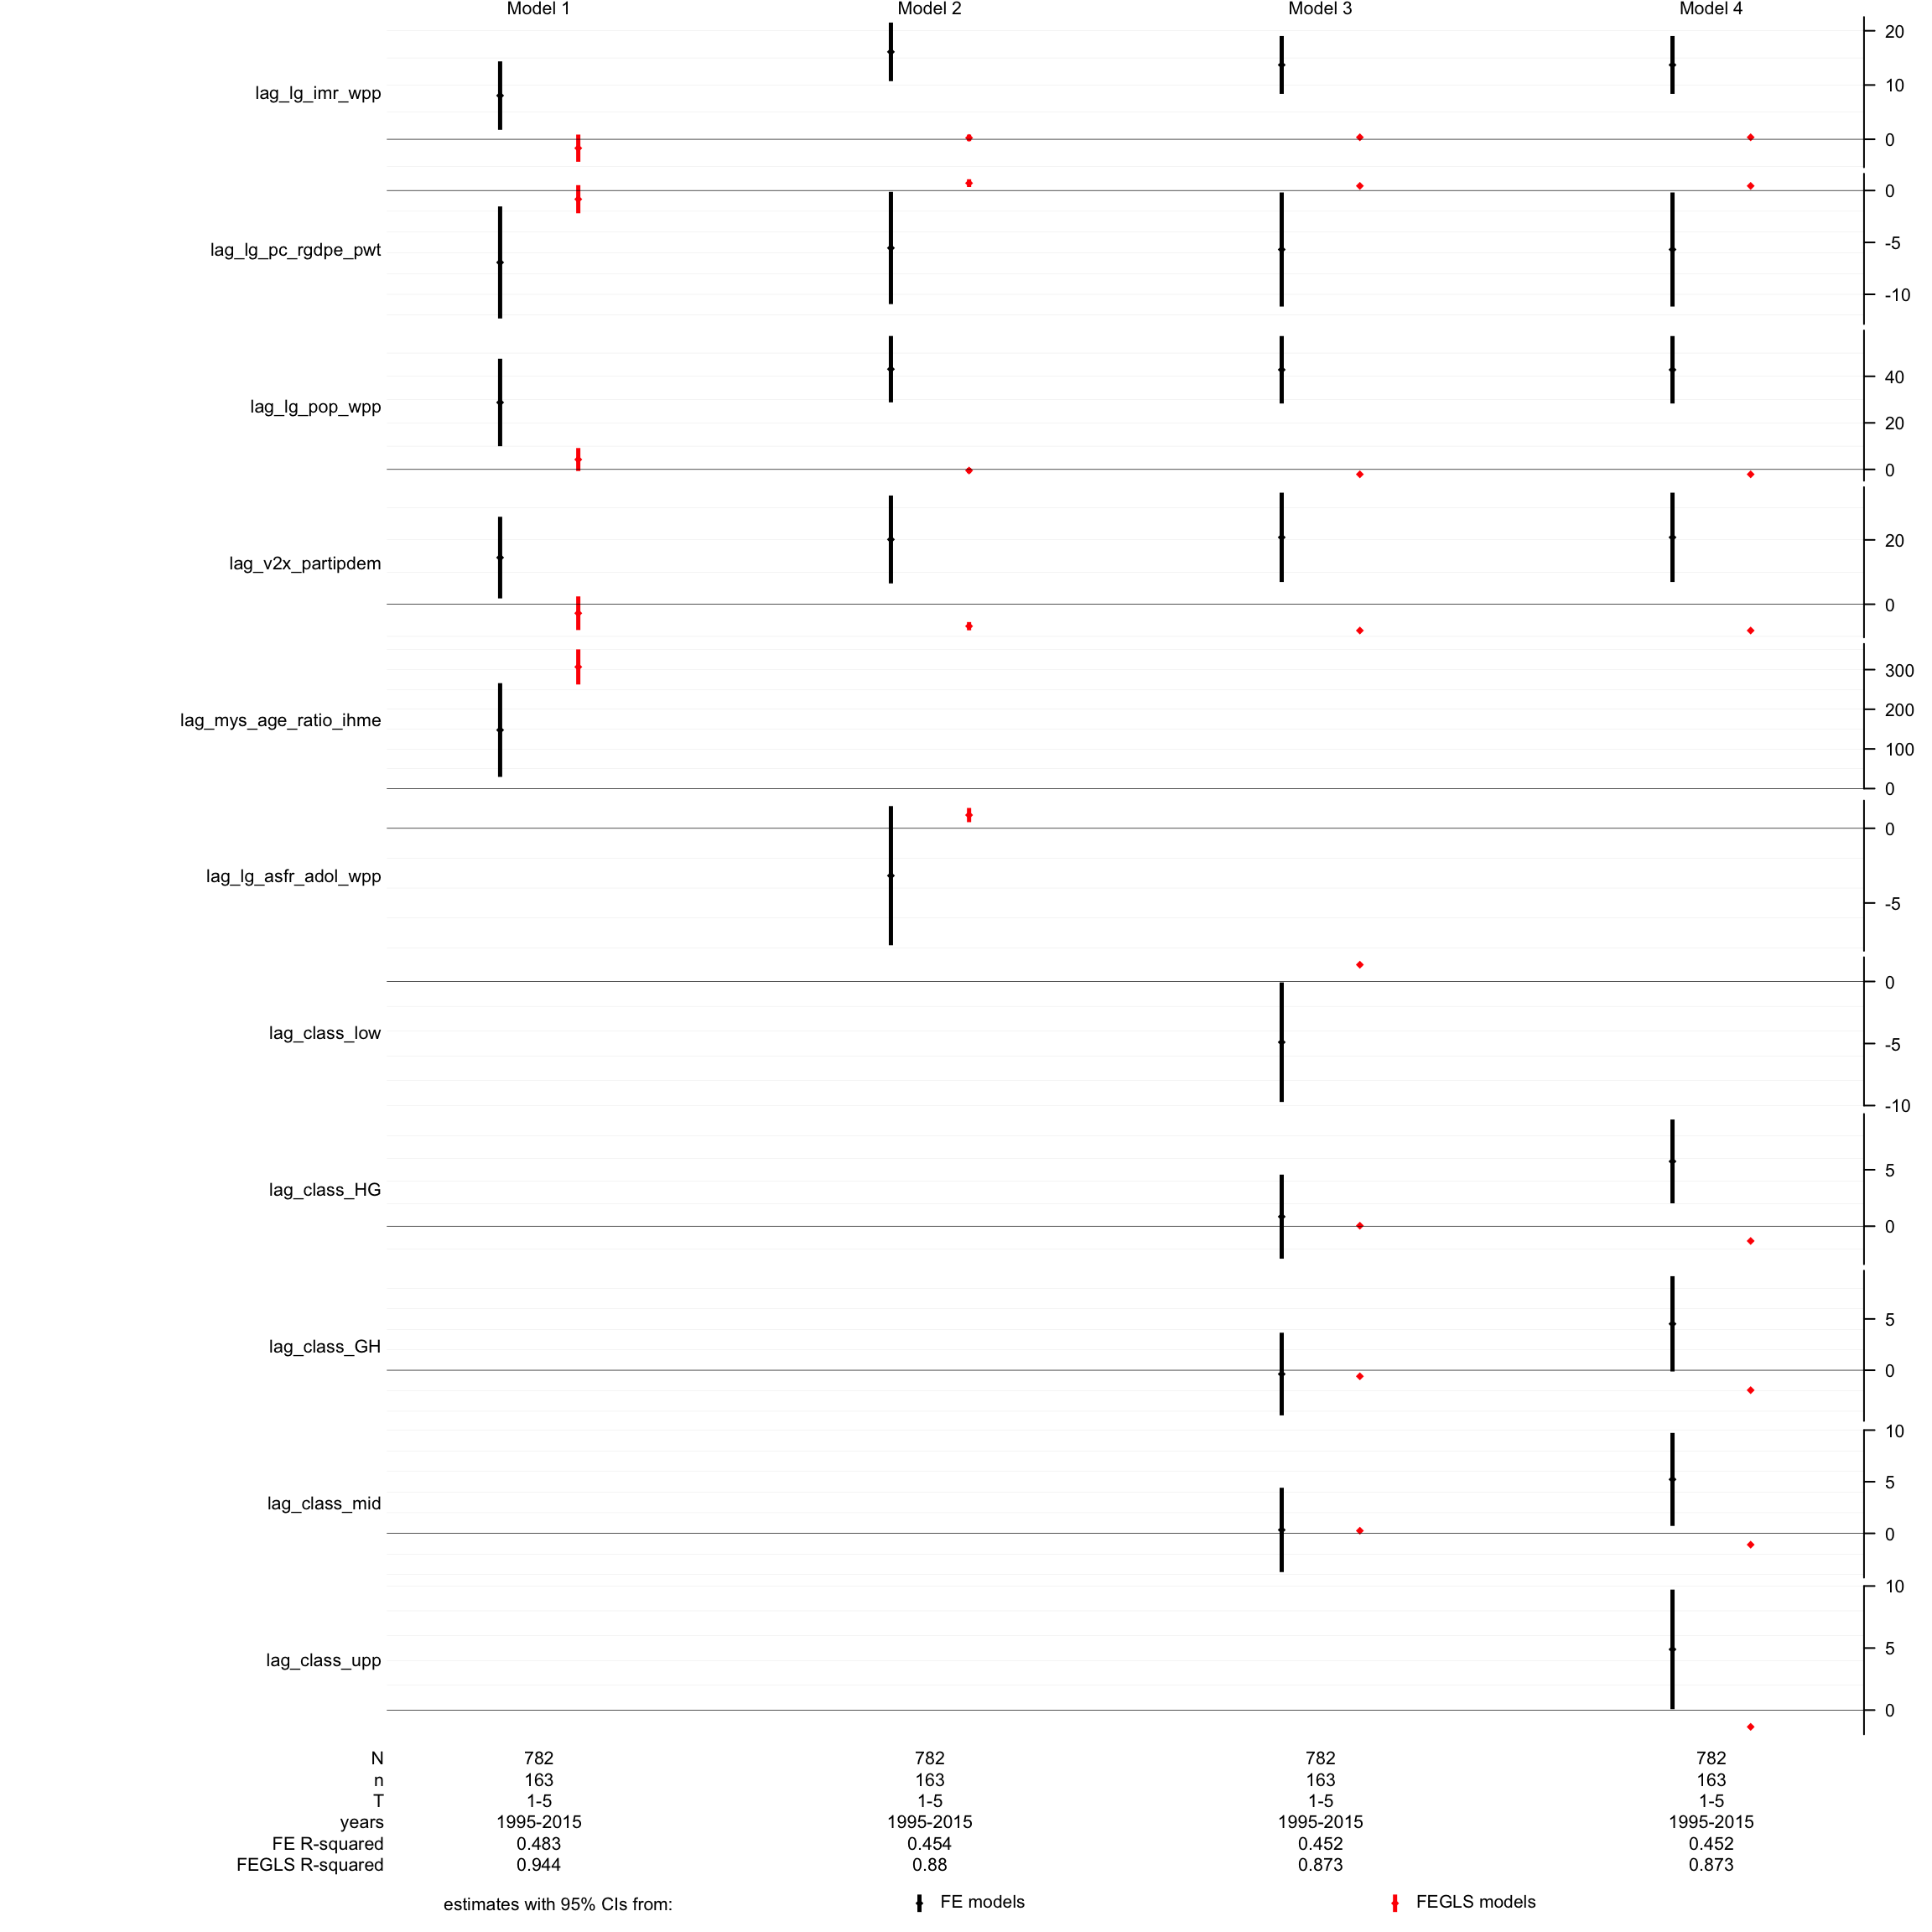 Model 1 Model 2 Model 3 Model 4
20
lag_lg_imr_wpp 10
0
0
lag_lg_pc_rgdpe_pwt -5
-10
40
lag_lg_pop_wpp 20
0
20
lag_v2x_partipdem
0
300
lag_mys_age_ratio_ihme 200
100
0
0
lag_lg_asfr_adol_wpp
-5
0
lag_class_low -5
-10
5
lag_class_HG
0
5
lag_class_GH
0
10
lag_class_mid 5
0
10
lag_class_upp 5
0
N 782 782 782 782
n 163 163 163 163
T 1-5 1-5 1-5 1-5
years 1995-2015 1995-2015 1995-2015 1995-2015
FE R-squared 0.483 0.454 0.452 0.452
FEGLS R-squared 0.944 0.88 0.873 0.873
estimates with 95% CIs from: FE models FEGLS models